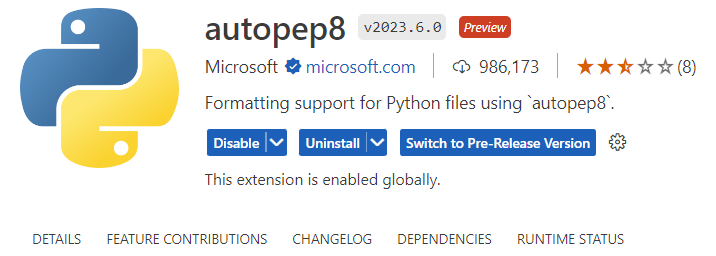 autopep8 v2023.6.0 Preview
Microsoft microsoft.com 986,173 (8)
Formatting support for Python files using `autopep8`.
Disable Uninstall Switch to Pre-Release Version
This extension is enabled globally.
DETAILS FEATURE CONTRIBUTIONS CHANGELOG DEPENDENCIES RUNTIME STATUS